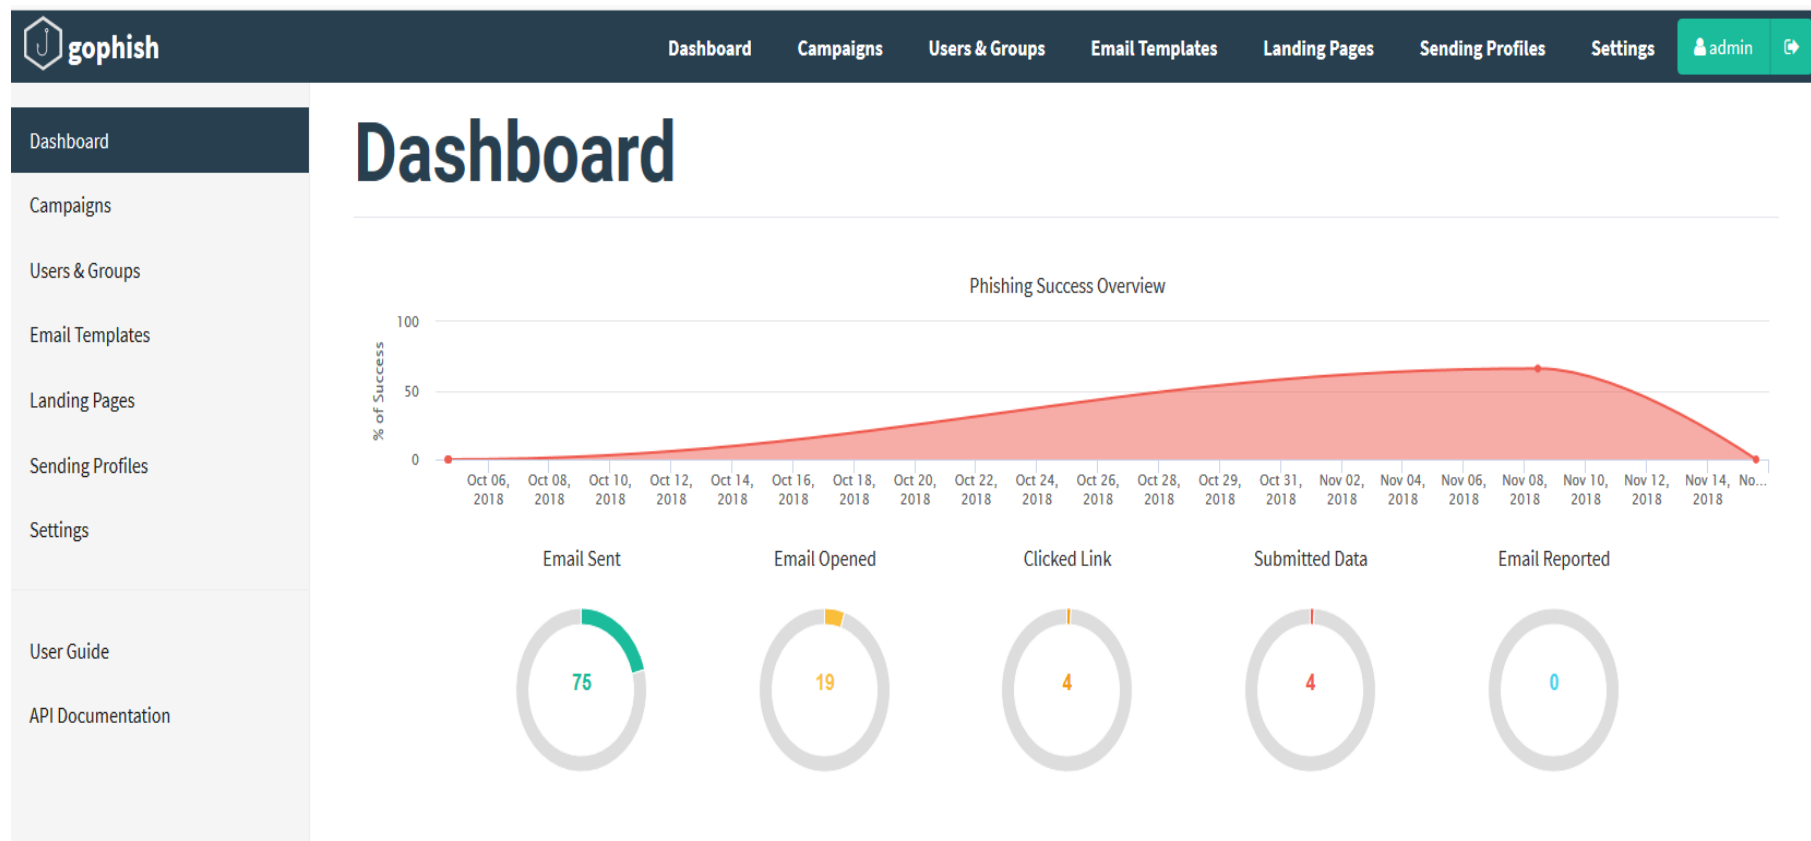 gophish
Dashboard Campaigns Users & Groups Email Templates Landing Pages Sending Profiles Settings admin
Dashboard
Campaigns
Users & Groups
Email Templates
Landing Pages
Sending Profiles
Settings
User Guide
API Documentation
Dashboard
Phishing Success Overview
% of Success
100
50
0
Oct 06, 2018
Oct 08, 2018
Oct 10, 2018
Oct 12, 2018
Oct 14, 2018
Oct 16, 2018
Oct 18, 2018
Oct 20, 2018
Oct 22, 2018
Oct 24, 2018
Oct 26, 2018
Oct 28, 2018
Oct 29, 2018
Oct 31, 2018
Nov 02, 2018
Nov 04, 2018
Nov 06, 2018
Nov 08, 2018
Nov 10, 2018
Nov 12, 2018
Nov 14, 2018
No...
Email Sent
75
Email Opened
19
Clicked Link
4
Submitted Data
4
Email Reported
0